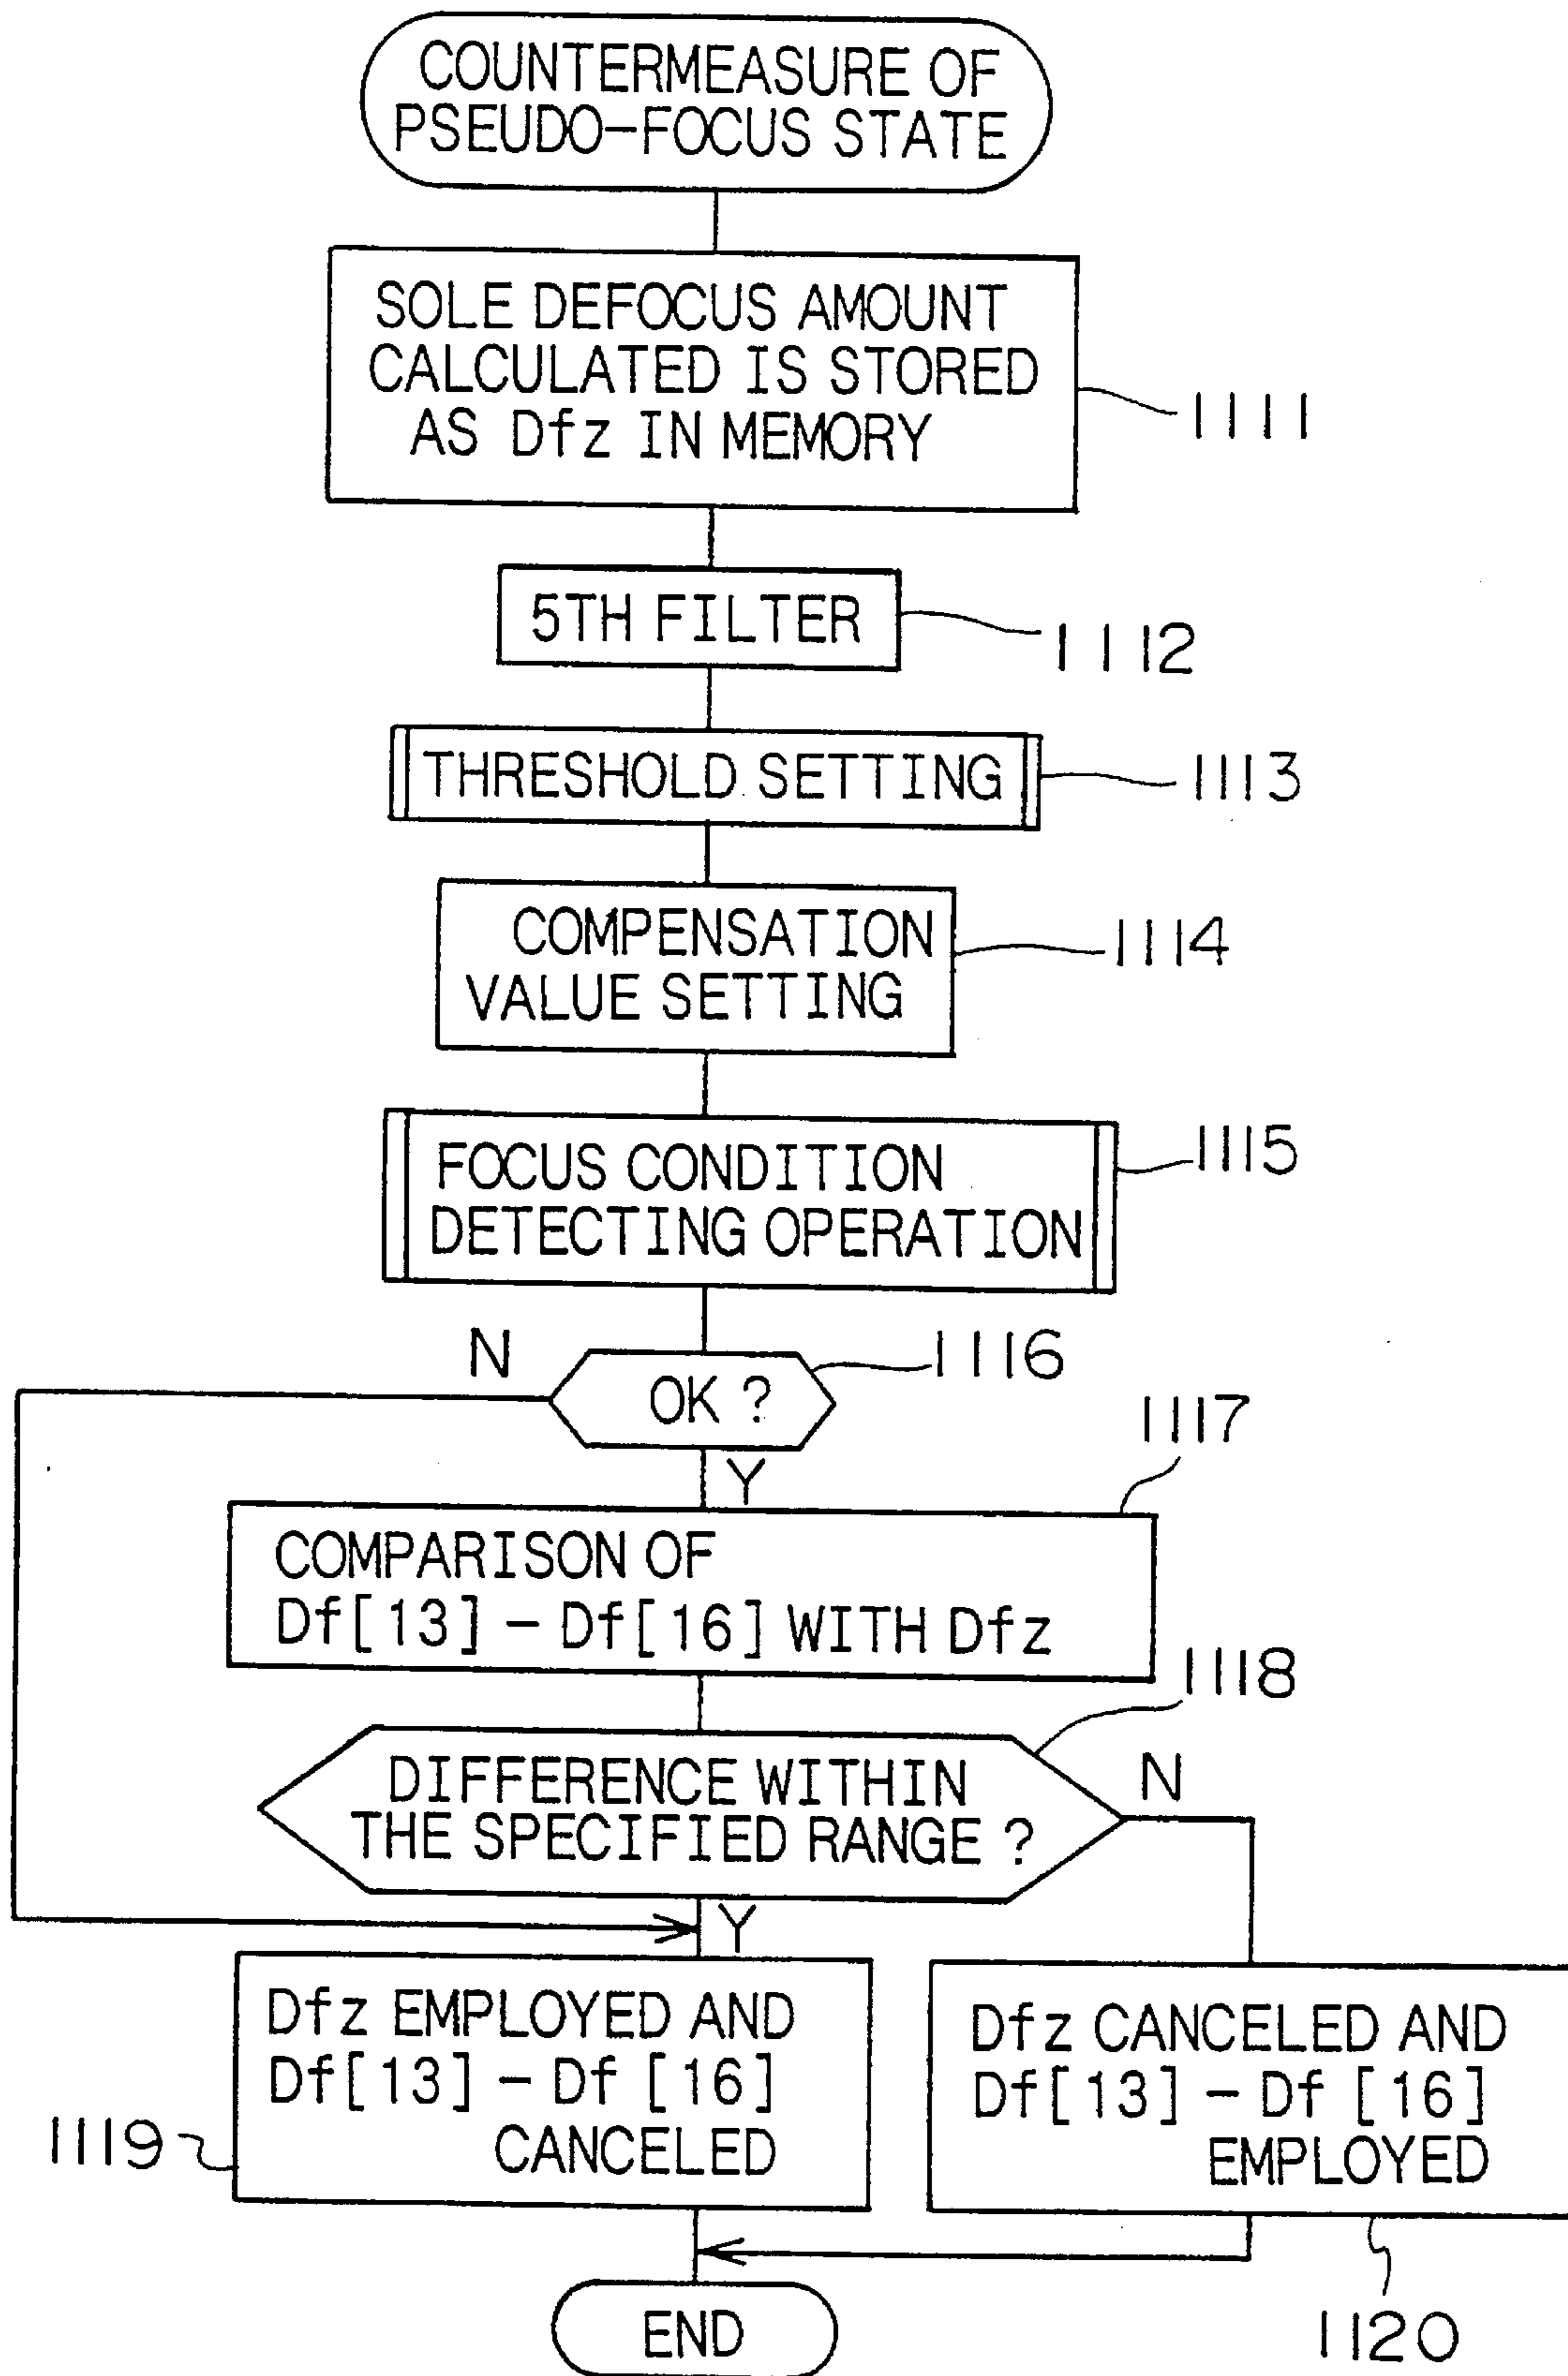 COUNTERMEASURE OF
PSEUDO-FOCUS STATE
SOLE DEFOCUS AMOUNT
CALCULATED IS STORED
AS Dfz IN MEMORY
1111
5TH FILTER
1112
THRESHOLD SETTING
1113
COMPENSATION
VALUE SETTING
1114
FOCUS CONDITION
DETECTING OPERATION
1115
N
OK ?
1116
Y
1117
COMPARISON OF
Df[13] - Df[16] WITH Dfz
1118
DIFFERENCE WITHIN
THE SPECIFIED RANGE ?
N
Y
Dfz EMPLOYED AND
Df[13] - Df [16]
CANCELED
1119
Dfz CANCELED AND
Df[13] - Df [16]
EMPLOYED
1120
END